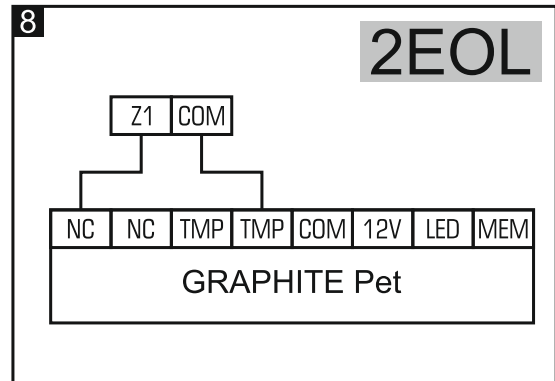 8
2EOL
Z1 COM
NC NC TMP TMP COM 12V LED MEM
GRAPHITE Pet